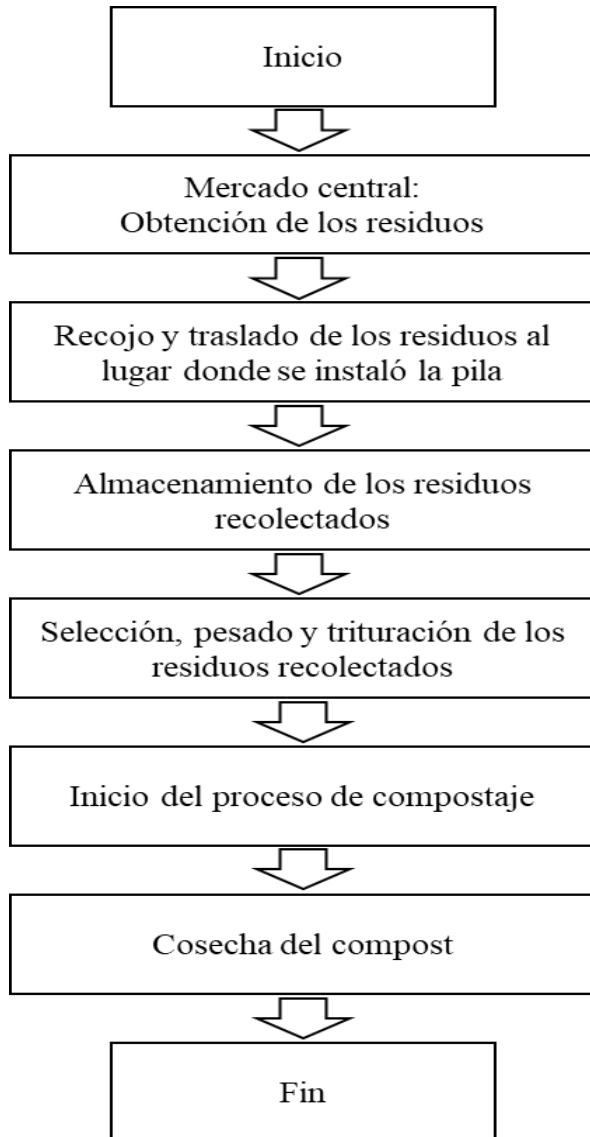 Inicio
Mercado central:
Obtención de los residuos
Recojo y traslado de los residuos al
lugar donde se instaló la pila
Almacenamiento de los residuos
recolectados
Selección, pesado y trituración de los
residuos recolectados
Inicio del proceso de compostaje
Cosecha del compost
Fin